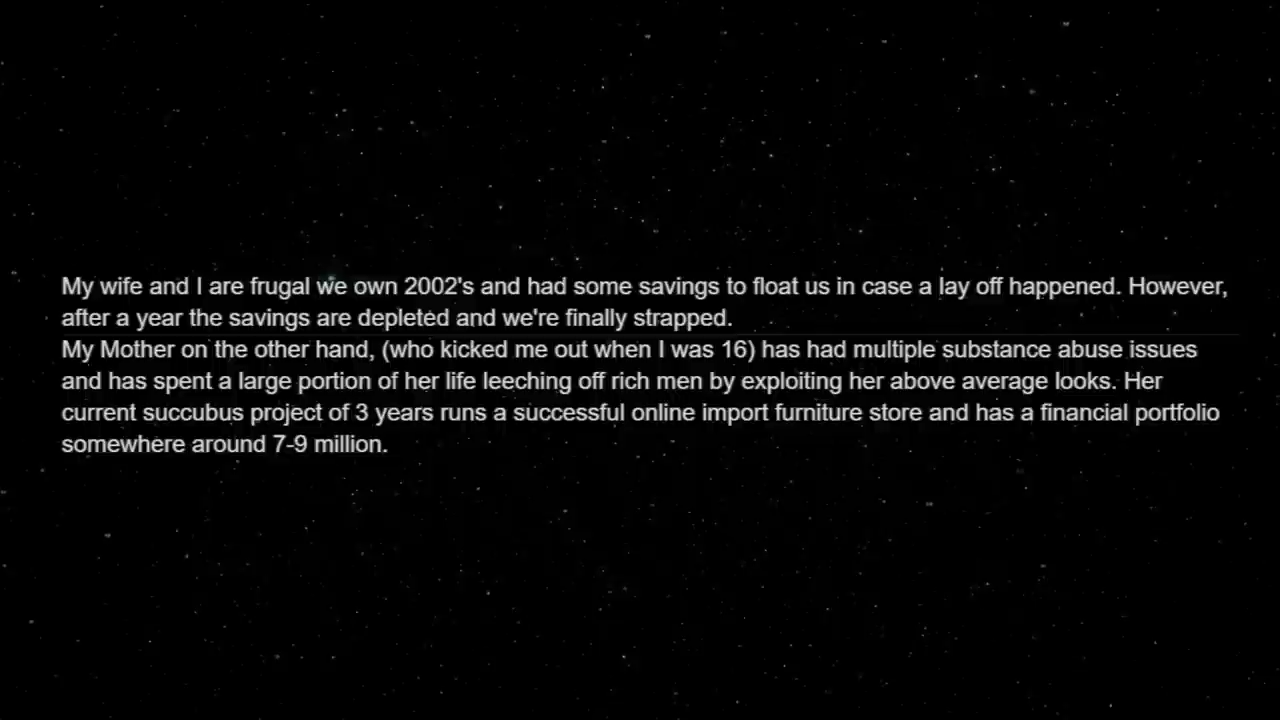 My wife and I are frugal we own 2002's and had some savings to float us in case a lay off happened. However,
after a year the savings are depleted and we're finally strapped.
My Mother on the other hand, (who kicked me out when I was 16) has had multiple substance abuse issues
and has spent a large portion of her life leeching off rich men by exploiting her above average looks. Her
current succubus project of 3 years runs a successful online import furniture store and has a financial portfolio
somewhere around 7-9 million.